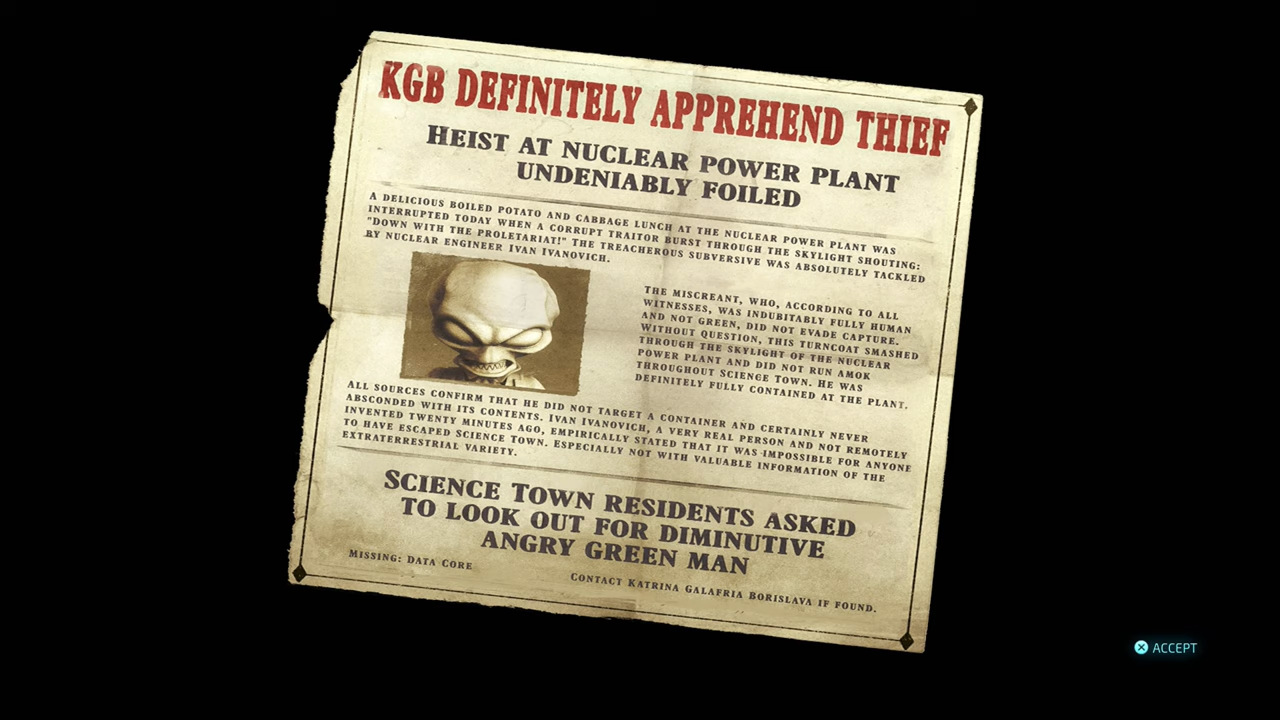 KGB DEFINITELY APPREHEND THIEF
HEIST AT NUCLEAR POWER PLANT
UNDENIABLY FOILED
A DELICIOUS BOILED POTATO AND CABBAGE LUNCH AT THE NUCLEAR POWER PLANT WAS
INTERRUPTED TODAY WHEN A CORRUPT TRAITOR BURST THROUGH THE SKYLIGHT SHOUTING:
"DOWN WITH THE PROLETARIAT!" THE TREACHEROUS SUBVERSIVE WAS ABSOLUTELY TACKLED
BY NUCLEAR ENGINEER IVAN IVANOVICH.
THE MISCREANT, WHO, ACCORDING TO ALL
WITNESSES, WAS INDUBITABLY FULLY HUMAN
AND NOT GREEN, DID NOT EVADE CAPTURE.
WITHOUT QUESTION, THIS TURNCOAT SMASHED
THROUGH THE SKYLIGHT OF THE NUCLEAR
POWER PLANT AND DID NOT RUN AMOK
THROUGHOUT SCIENCE TOWN. HE WAS
DEFINITELY FULLY CONTAINED AT THE PLANT.
ALL SOURCES CONFIRM THAT HE DID NOT TARGET A CONTAINER AND CERTAINLY NEVER
ABSCONDED WITH ITS CONTENTS. IVAN IVANOVICH, A VERY REAL PERSON AND NOT REMOTELY
INVENTED TWENTY MINUTES AGO, EMPIRICALLY STATED THAT IT WAS IMPOSSIBLE FOR ANYONE
TO HAVE ESCAPED SCIENCE TOWN. ESPECIALLY NOT WITH VALUABLE INFORMATION OF THE
EXTRATERRESTRIAL VARIETY.
SCIENCE TOWN RESIDENTS ASKED
TO LOOK OUT FOR DIMINUTIVE
ANGRY GREEN MAN
MISSING: DATA CORE
CONTACT KATRINA GALAFRIA BORISLAVA IF FOUND.
ACCEPT